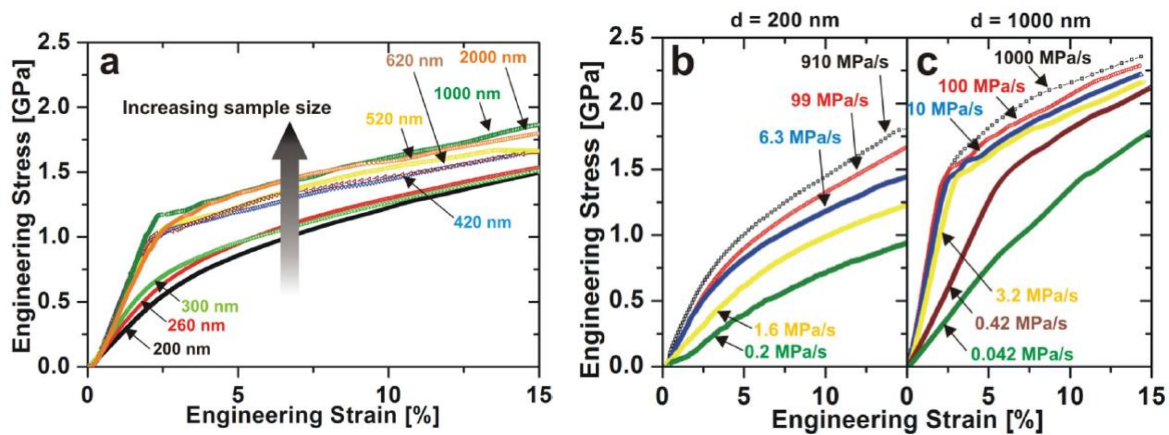 a
Engineering Stress [GPa]
2.5
2.0
1.5
1.0
0.5
0.0
0
5
10
15
Engineering Strain [%]
Increasing sample size
620 nm
2000 nm
1000 nm
520 nm
420 nm
300 nm
260 nm
200 nm
d = 200 nm
b
Engineering Stress [GPa]
2.5
2.0
1.5
1.0
0.5
0.0
0
5
10
Engineering Strain [%]
910 MPa/s
99 MPa/s
6.3 MPa/s
1.6 MPa/s
0.2 MPa/s
d = 1000 nm
c
0
5
10
15
Engineering Strain [%]
1000 MPa/s
100 MPa/s
10 MPa/s
3.2 MPa/s
0.42 MPa/s
0.042 MPa/s